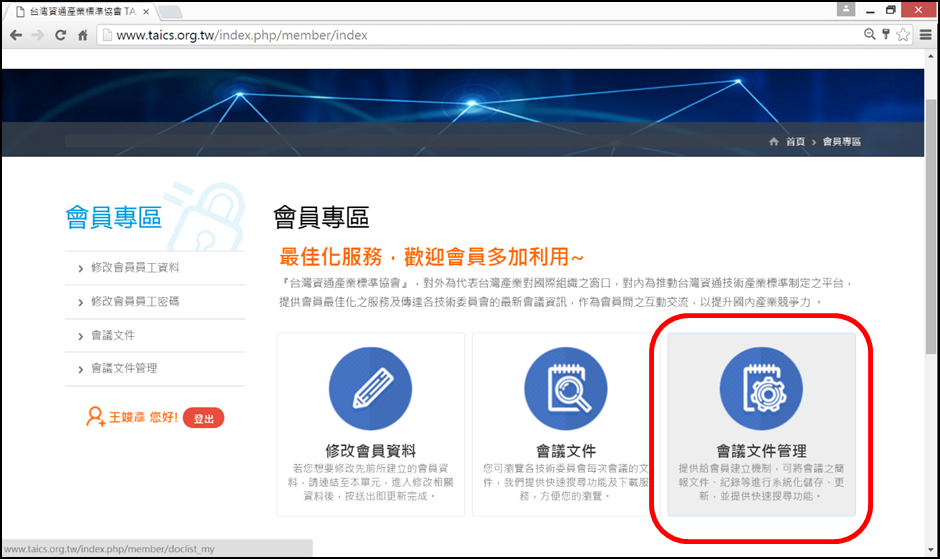 台灣資通產業標準協會 TA
www.taics.org.tw/index.php/member/index
首頁 > 會員專區
會員專區
> 修改會員員工資料
> 修改會員員工密碼
> 會議文件
> 會議文件管理
王峻彥 您好! 登出
會員專區
最佳化服務，歡迎會員多加利用~
『台灣資通產業標準協會』，對外為代表台灣產業對國際組織之窗口，對內為推動台灣資通技術產業標準制定之平台，
提供會員最佳化之服務及傳達各技術委員會的最新會議資訊，作為會員間之互動交流，以提升國內產業競爭力。
修改會員資料
若您想要修改先前所建立的會員資
料，請連結至本單元，進入修改相關
資料後，按送出即更新完成。
會議文件
您可瀏覽各技術委員會每次會議的文
件，我們提供快速搜尋功能及下載服
務，方便您的瀏覽。
會議文件管理
提供給會員建立機制，可將會議之簡
報文件、紀錄等進行系統化儲存、更
新，並提供快速搜尋功能。
www.taics.org.tw/index.php/member/doclist_my